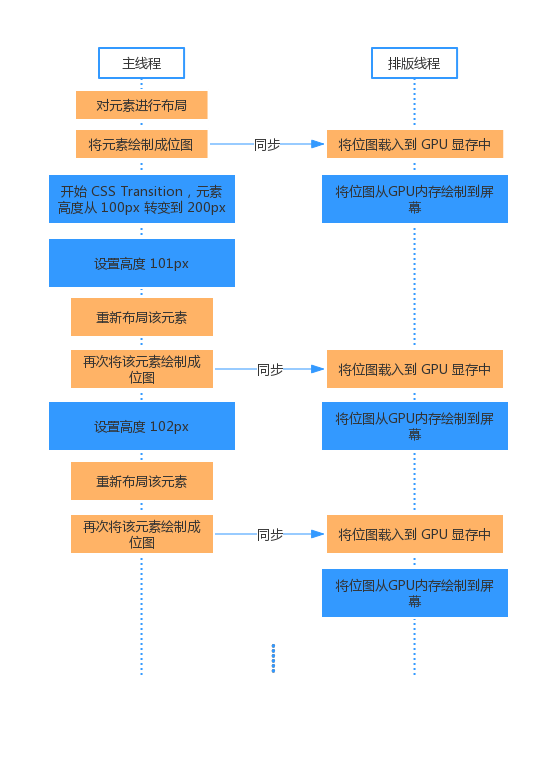 主线程
排版线程
对元素进行布局
将元素绘制成位图
同步
将位图载入到 GPU 显存中
开始 CSS Transition，元素
高度从 100px 转变到 200px
将位图从GPU内存绘制到屏
幕
设置高度 101px
重新布局该元素
再次将该元素绘制成
位图
同步
将位图载入到 GPU 显存中
设置高度 102px
将位图从GPU内存绘制到屏
幕
重新布局该元素
再次将该元素绘制成
位图
同步
将位图载入到 GPU 显存中
将位图从GPU内存绘制到屏
幕